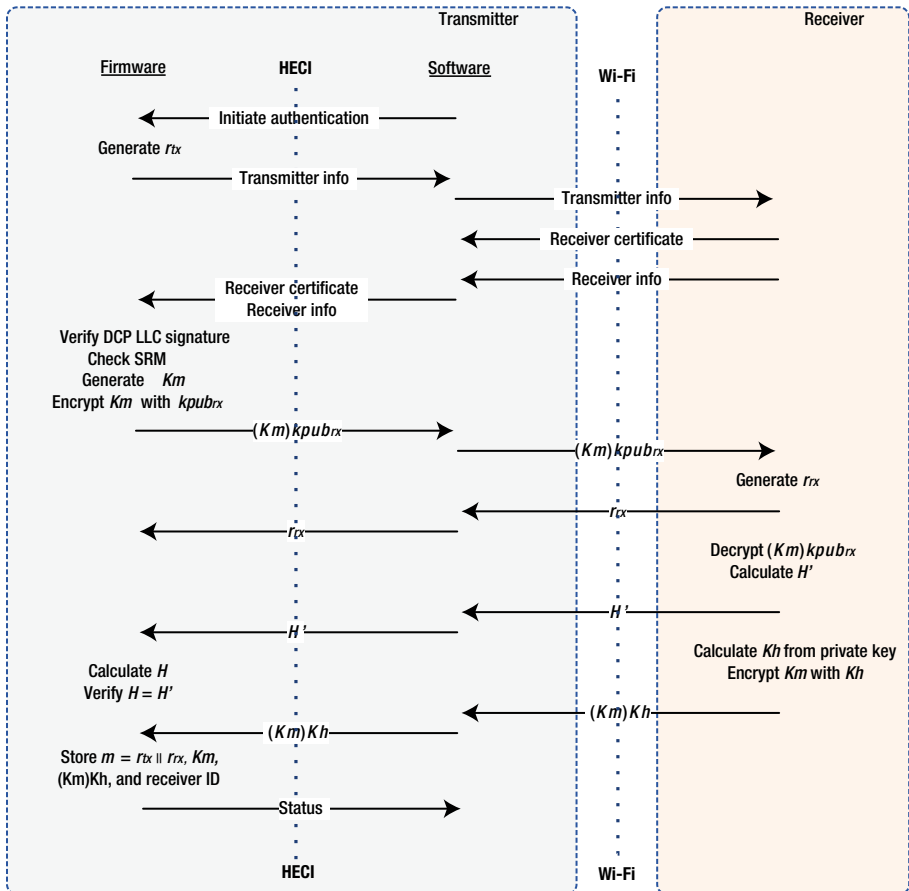 Transmitter
Receiver
Firmware
HECI
Software
Wi-Fi
Initiate authentication
Generate rtx
Transmitter info
Transmitter info
Receiver certificate
Receiver info
Receiver certificate
Receiver info
Verify DCP LLC signature
Check SRM
Generate Km
Encrypt Km with kpubrx
(Km)kpubrx
(Km)kpubrx
Generate rrx
rrx
rrx
Decrypt (Km)kpubrx
Calculate H'
H'
H'
Calculate H
Verify H = H'
Calculate Kh from private key
Encrypt Km with Kh
(Km)Kh
(Km)Kh
Store m = rtx || rrx, Km,
(Km)Kh, and receiver ID
Status
HECI
Wi-Fi